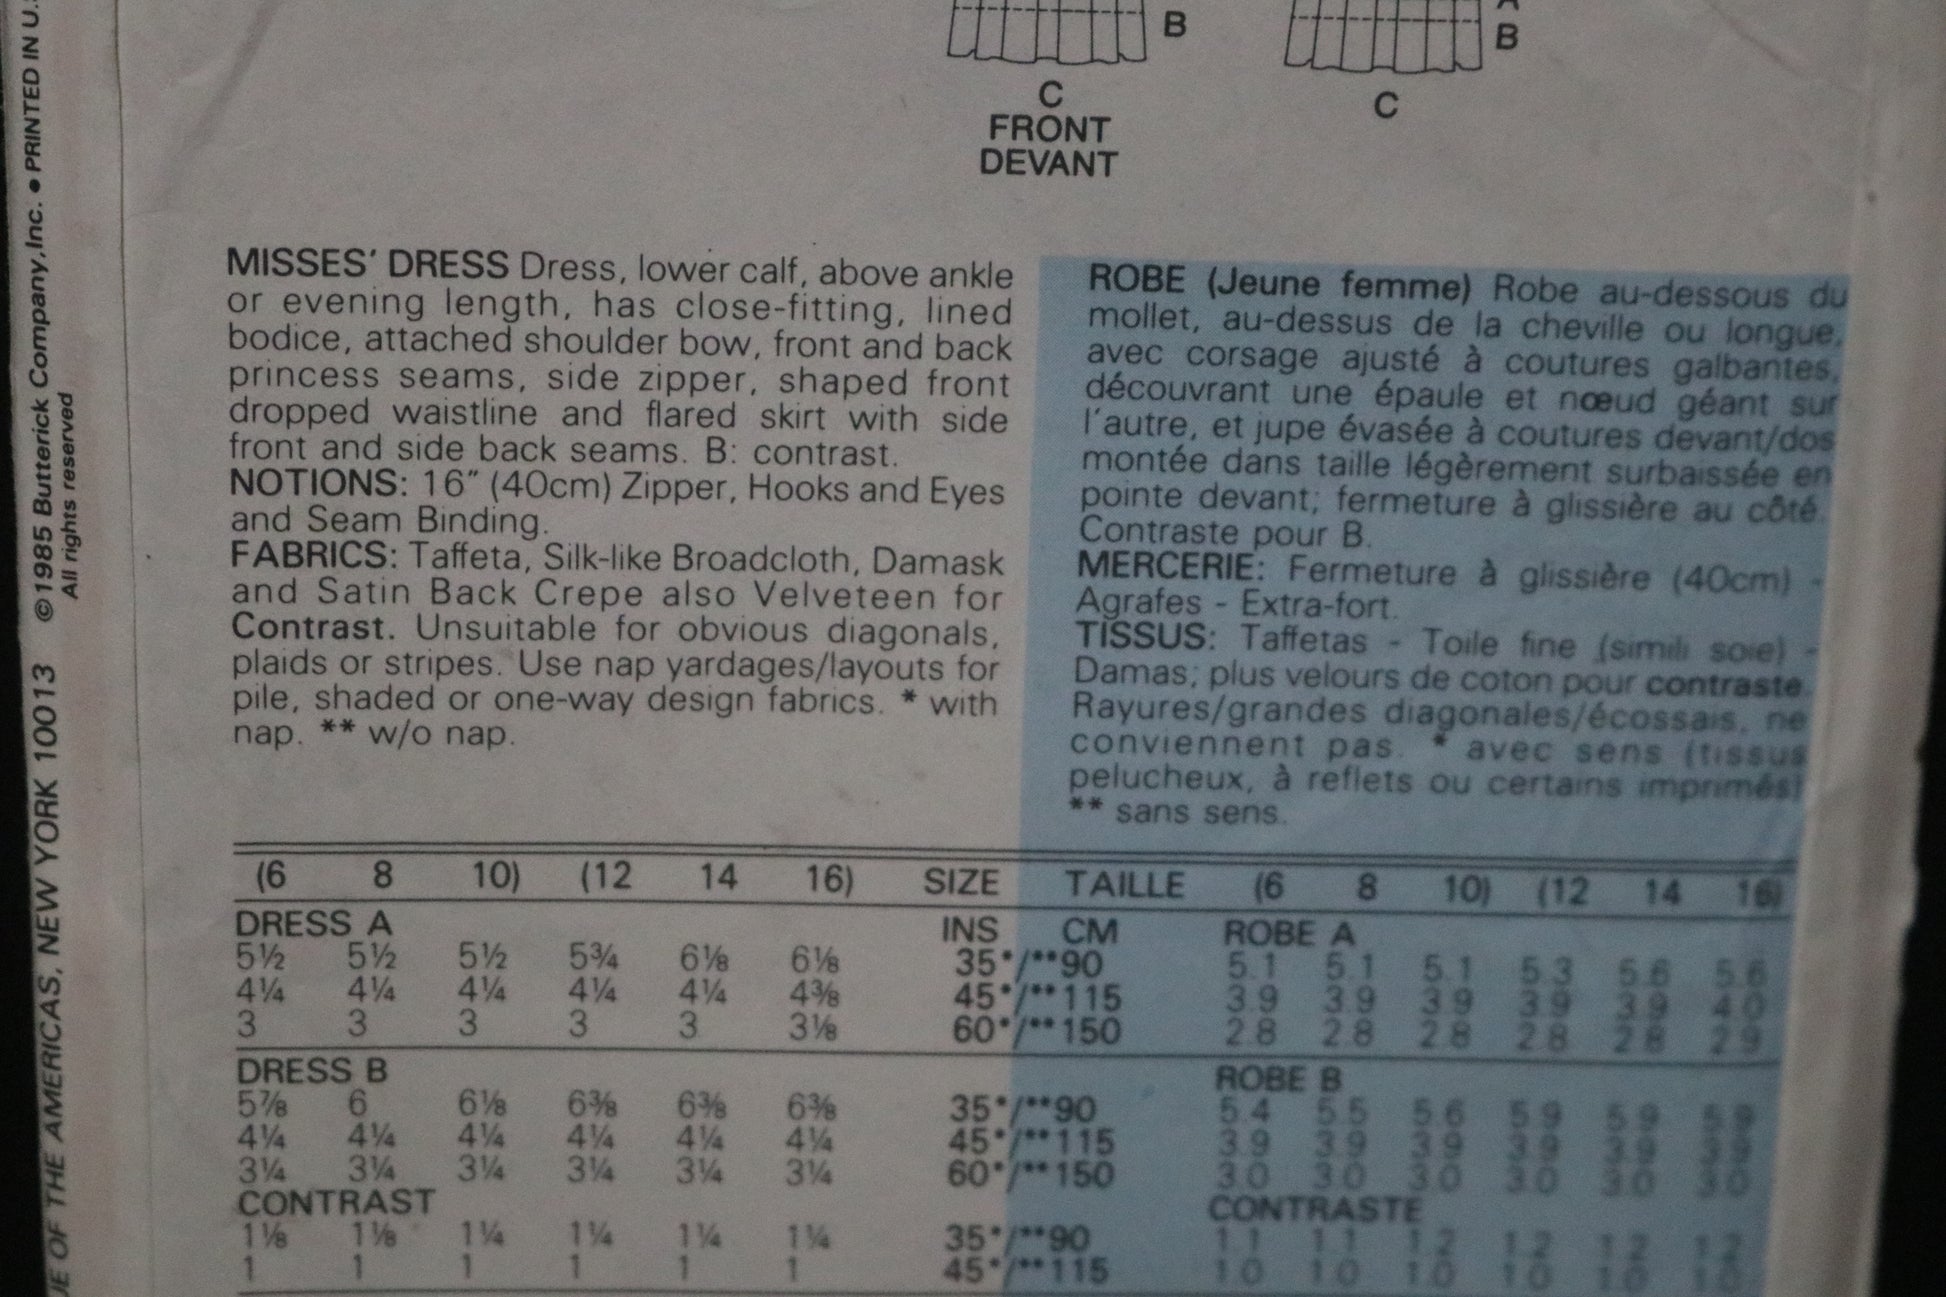 B
A
B
C
FRONT
DEVANT
C
©1985 Butterick Company, Inc. ● PRINTED IN U.S.
All rights reserved
OF THE AMERICAS, NEW YORK 10013
MISSES' DRESS Dress, lower calf, above ankle
or evening length, has close-fitting, lined
bodice, attached shoulder bow, front and back
princess seams, side zipper, shaped front
dropped waistline and flared skirt with side
front and side back seams. B: contrast.
NOTIONS: 16" (40cm) Zipper, Hooks and Eyes
and Seam Binding.
FABRICS: Taffeta, Silk-like Broadcloth, Damask
and Satin Back Crepe also Velveteen for
Contrast. Unsuitable for obvious diagonals,
plaids or stripes. Use nap yardages/layouts for
pile, shaded or one-way design fabrics. * with
nap. ** w/o nap.
ROBE (Jeune femme) Robe au-dessous du
mollet, au-dessus de la cheville ou longue,
avec corsage ajusté à coutures galbantes,
découvrant une épaule et nœud géant sur
l'autre, et jupe évasée à coutures devant/dos
montée dans taille légèrement surbaissée en
pointe devant; fermeture à glissière au côté.
Contraste pour B.
MERCERIE: Fermeture à glissière (40cm) -
Agrafes - Extra-fort.
TISSUS: Taffetas - Toile fine (simili soie) -
Damas; plus velours de coton pour contraste.
Rayures/grandes diagonales/écossais, ne
conviennent pas. * avec sens (tissus
pelucheux, à reflets ou certains imprimés)
** sans sens.
(6 8 10) (12 14 16) SIZE TAILLE (6 8 10) (12 14 16)
DRESS A INS CM ROBE A
5½ 5½ 5½ 5¾ 6⅛ 6⅛ 35*/**90 5.1 5.1 5.1 5.3 5.6 5.6
4¼ 4¼ 4¼ 4¼ 4¼ 4⅜ 45*/**115 3.9 3.9 3.9 3.9 3.9 4.0
3 3 3 3 3 3⅛ 60*/**150 2.8 2.8 2.8 2.8 2.8 2.9
DRESS B ROBE B
5⅞ 6 6⅛ 6⅜ 6⅜ 6⅜ 35*/**90 5.4 5.5 5.6 5.9 5.9 5.9
4¼ 4¼ 4¼ 4¼ 4¼ 4¼ 45*/**115 3.9 3.9 3.9 3.9 3.9 3.9
3¼ 3¼ 3¼ 3¼ 3¼ 3¼ 60*/**150 3.0 3.0 3.0 3.0 3.0 3.0
CONTRAST CONTRASTE
1⅛ 1⅛ 1¼ 1¼ 1¼ 1¼ 35*/**90 1.1 1.1 1.2 1.2 1.2 1.2
1 1 1 1 1 1 45*/**115 1.0 1.0 1.0 1.0 1.0 1.0